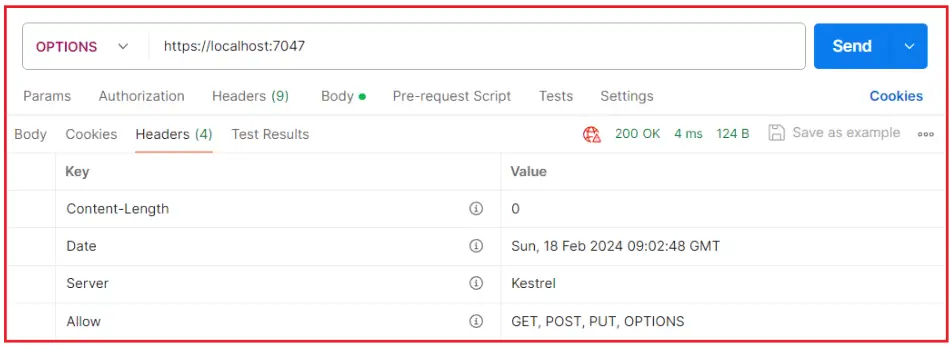 OPTIONS https://localhost:7047 Send
Params Authorization Headers (9) Body Pre-request Script Tests Settings Cookies
Body Cookies Headers (4) Test Results 200 OK 4 ms 124 B Save as example
Key Value
Content-Length 0
Date Sun, 18 Feb 2024 09:02:48 GMT
Server Kestrel
Allow GET, POST, PUT, OPTIONS